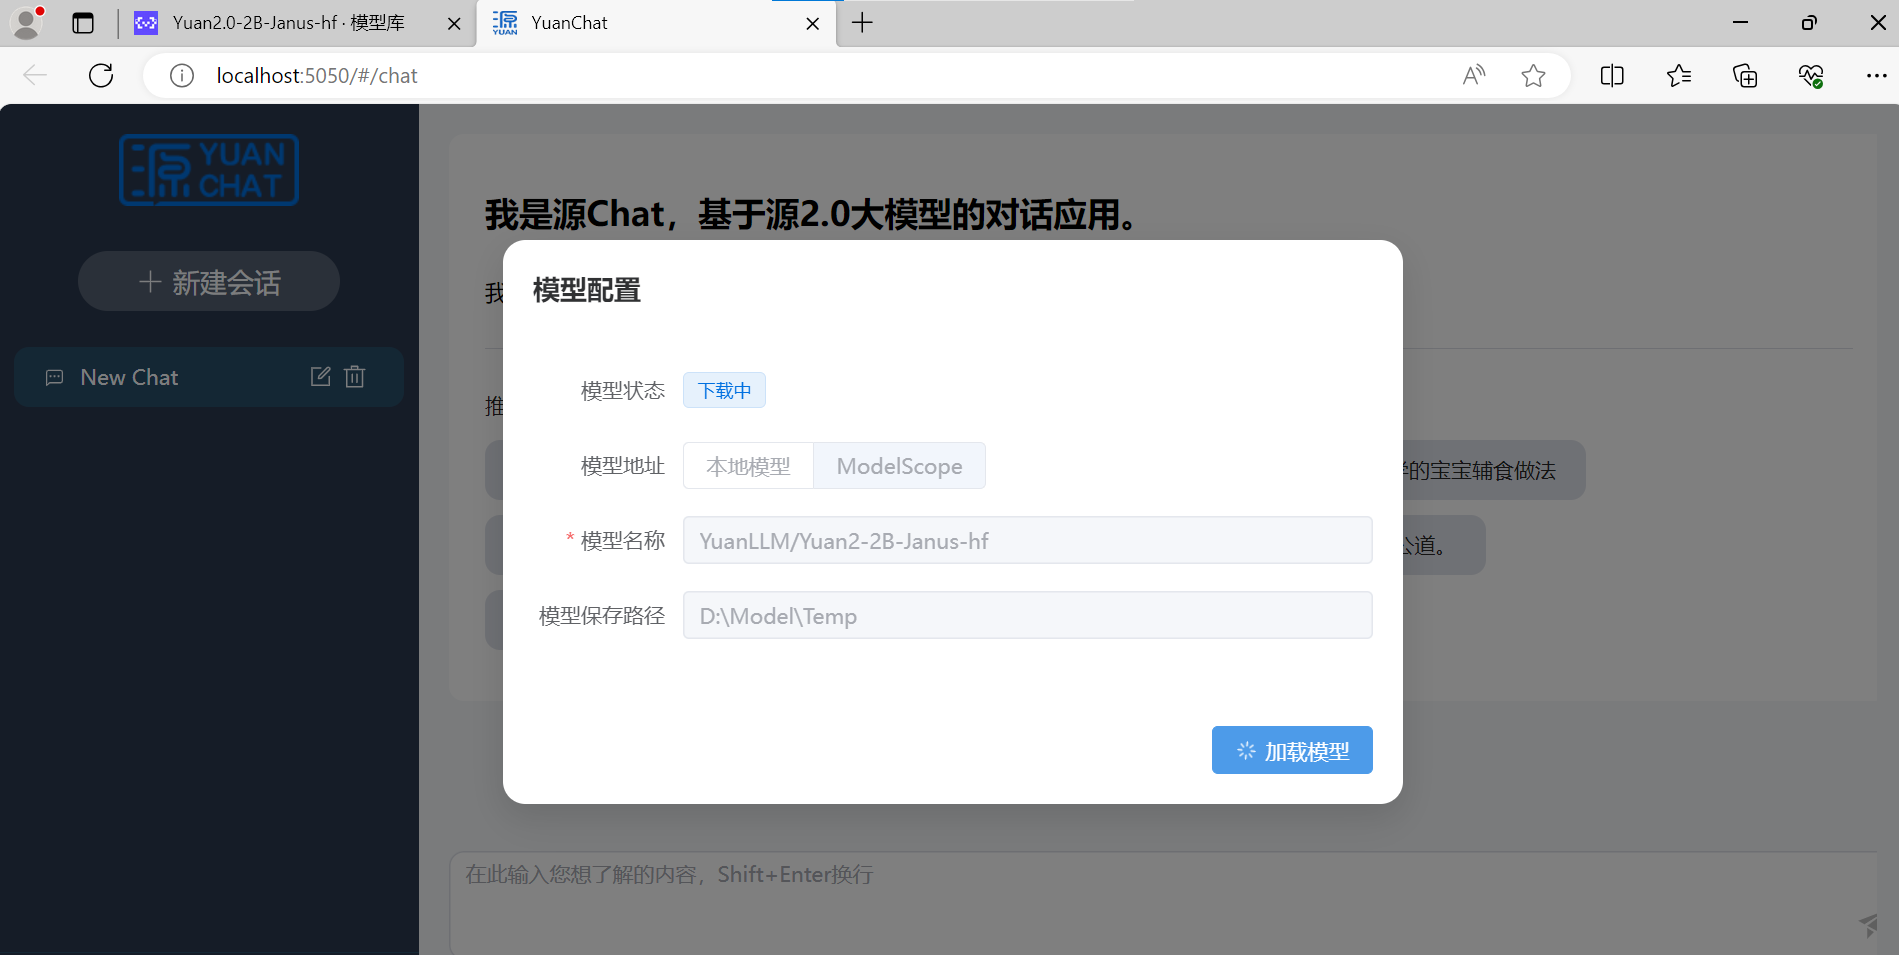 Yuan2.0-2B-Janus-hf · 模型库
源
YUAN
YuanChat
localhost:5050/#/chat
源 YUAN CHAT
新建会话
New Chat
我是源Chat，基于源2.0大模型的对话应用。
我
推
模型配置
模型状态 下载中
模型地址 本地模型 ModelScope
* 模型名称 YuanLLM/Yuan2-2B-Janus-hf
模型保存路径 D:\Model\Temp
的宝宝辅食做法
公道。
加载模型
在此输入您想了解的内容，Shift+Enter换行